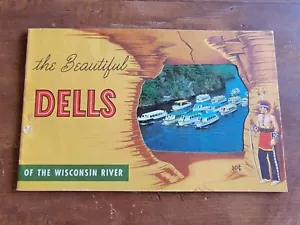 the Beautiful
DELLS
OF THE WISCONSIN RIVER